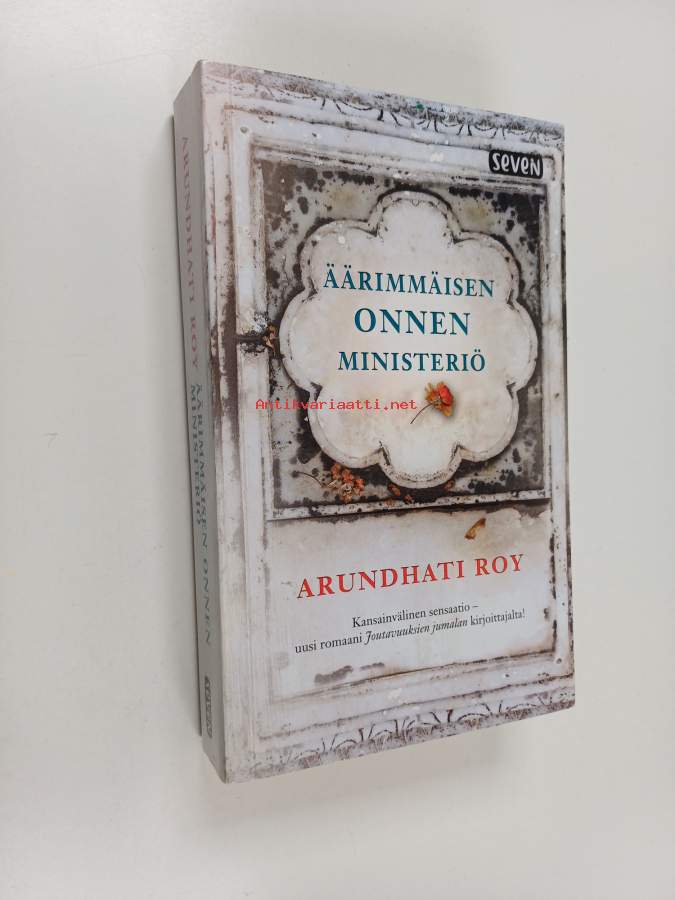 seven
ÄÄRIMMÄISEN
ONNEN
MINISTERIÖ
Antikvariaatti.net
ARUNDHATI ROY
Kansainvälinen sensaatio –
uusi romaani Joutavuuksien jumalan kirjoittajalta!
ARUNDHATI ROY
ÄÄRIMMÄISEN ONNEN
MINISTERIÖ